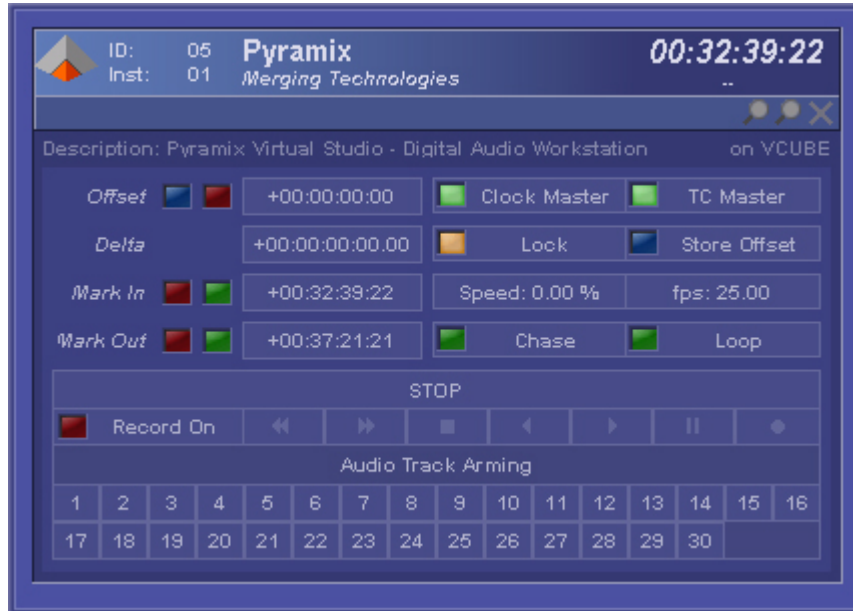 ID: 05 Pyramix 00:32:39:22
Inst: 01 Merging Technologies --
Description: Pyramix Virtual Studio - Digital Audio Workstation on VCUBE
Offset +00:00:00:00 Clock Master TC Master
Delta +00:00:00:00.00 Lock Store Offset
Mark In +00:32:39:22 Speed: 0.00 % fps: 25.00
Mark Out +00:37:21:21 Chase Loop
STOP
Record On
Audio Track Arming
1 2 3 4 5 6 7 8 9 10 11 12 13 14 15 16
17 18 19 20 21 22 23 24 25 26 27 28 29 30